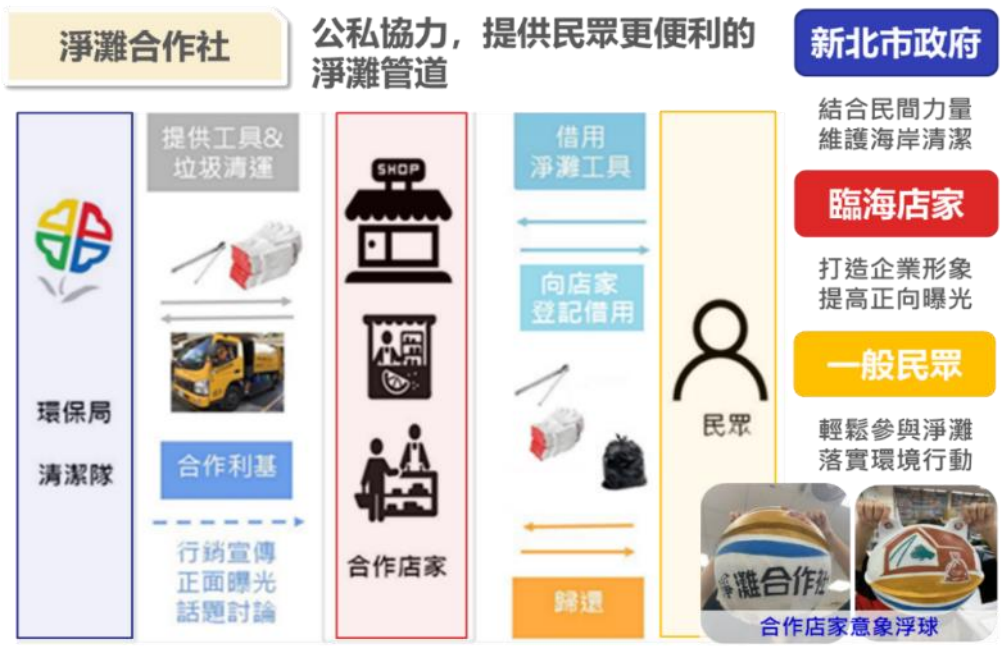 淨灘合作社
公私協力，提供民眾更便利的
淨灘管道
新北市政府
結合民間力量
維護海岸清潔
臨海店家
打造企業形象
提高正向曝光
一般民眾
輕鬆參與淨灘
落實環境行動
環保局
清潔隊
提供工具&
垃圾清運
合作利基
行銷宣傳
正面曝光
話題討論
SHOP
合作店家
借用
淨灘工具
向店家
登記借用
歸還
民眾
淨灘合作社
合作店家意象浮球